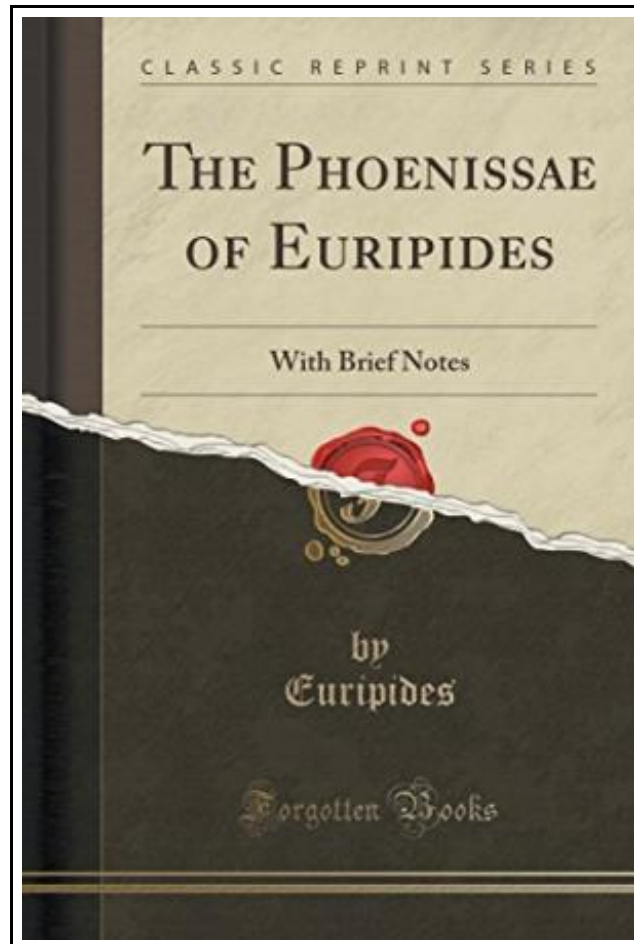 CLASSIC REPRINT SERIES
THE PHOENISSAE
OF EURIPIDES
With Brief Notes
by
Euripides
Forgotten Books